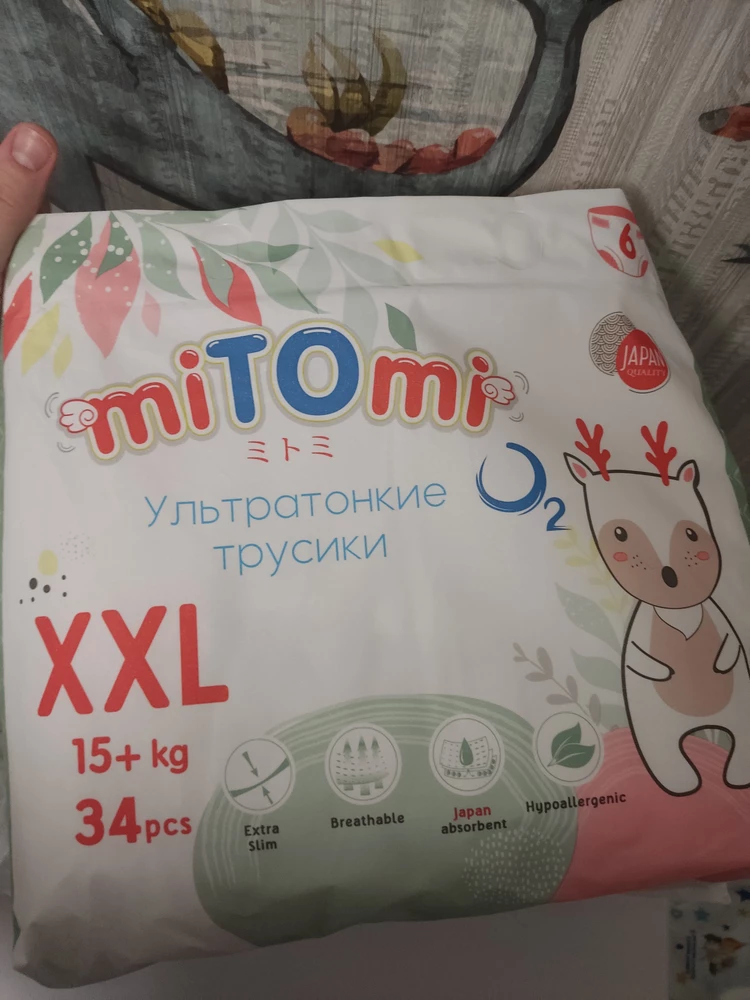 6
JAPAN
QUALITY
miTOmi
ミトミ
Ультратонкие
трусики
O2
XXL
15+ kg
34pcs
Extra
Slim
Breathable
Japan
absorbent
Hypoallergenic